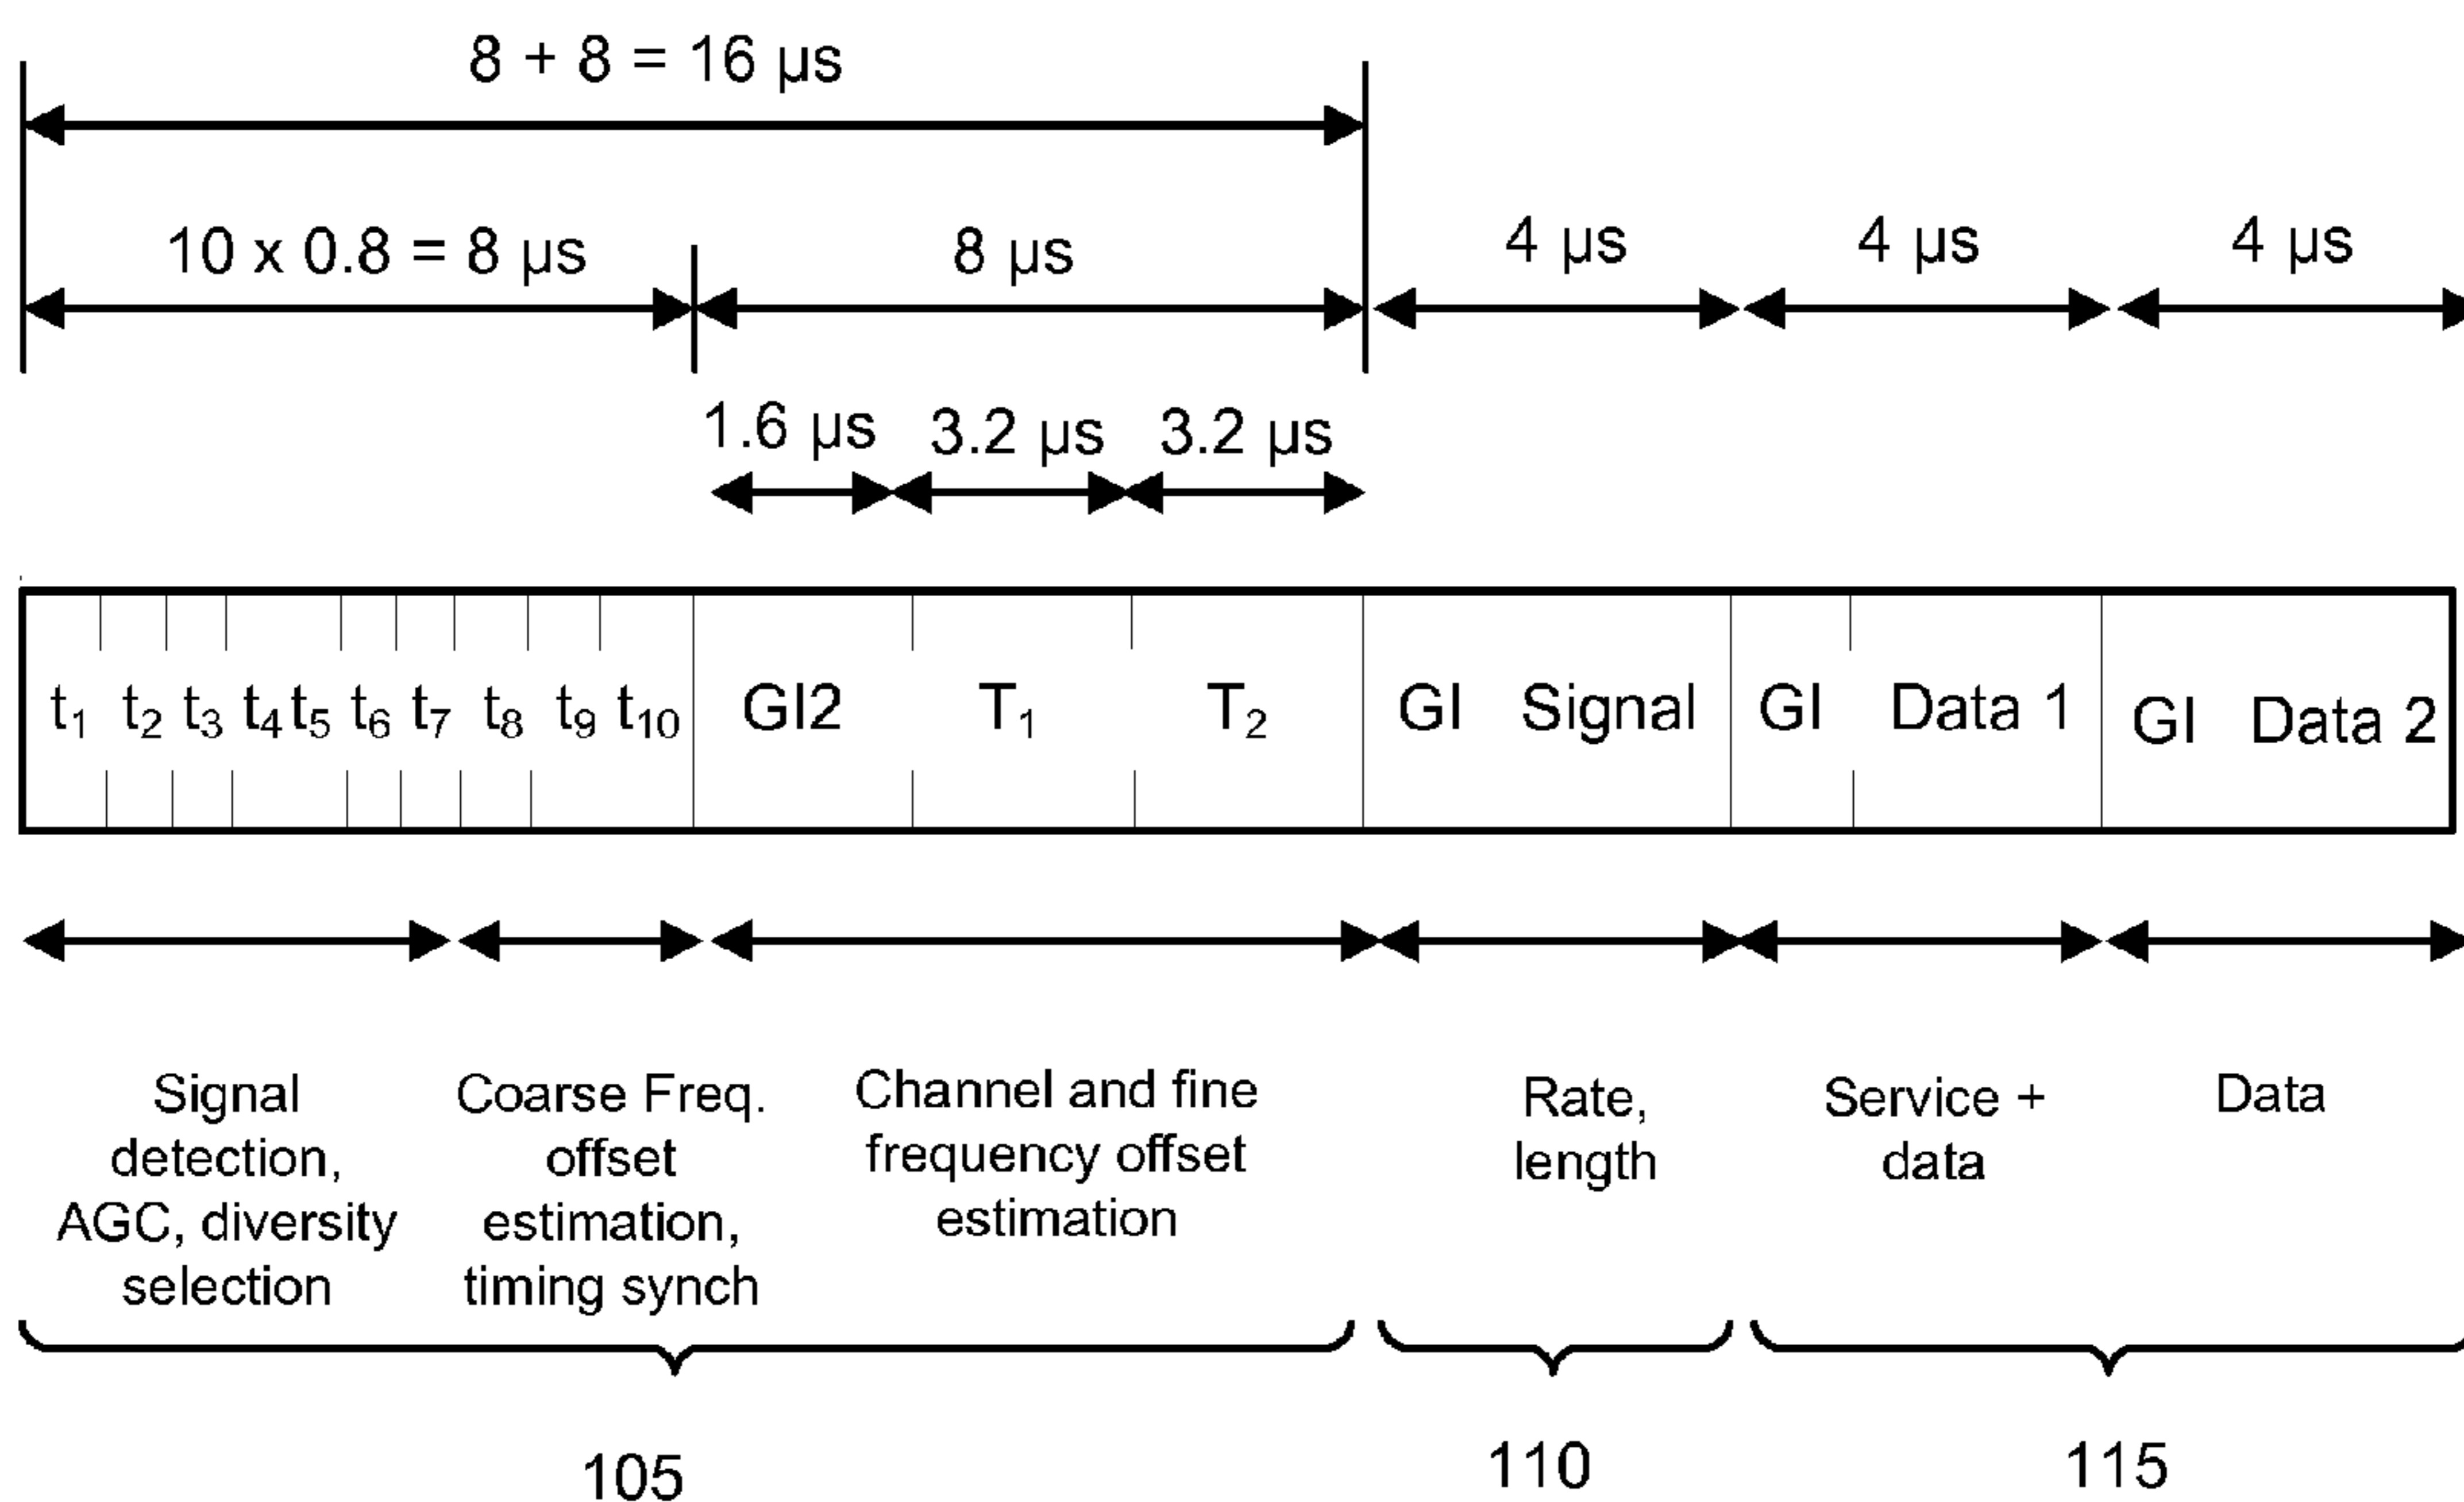 8 + 8 = 16 µs
10 x 0.8 = 8 µs
8 µs
4 µs
4 µs
4 µs
1.6 µs
3.2 µs
3.2 µs
t1 t2 t3 t4 t5 t6 t7 t8 t9 t10 GI2 T1 T2 GI Signal GI Data 1 GI Data 2
Signal
detection,
AGC, diversity
selection
Coarse Freq.
offset
estimation,
timing synch
Channel and fine
frequency offset
estimation
Rate,
length
Service +
data
Data
105
110
115